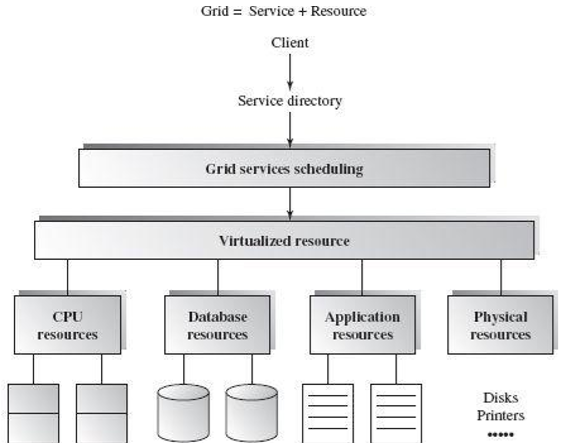 Grid = Service + Resource
Client
Service directory
Grid services scheduling
Virtualized resource
CPU
resources
Database
resources
Application
resources
Physical
resources
Disks
Printers
•••••